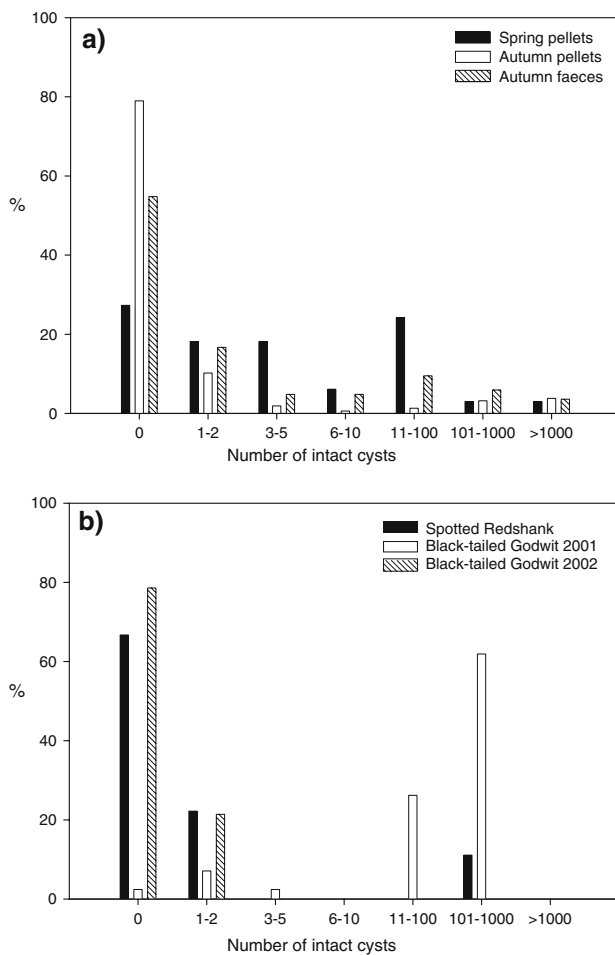 100
a)
Spring pellets
Autumn pellets
Autumn faeces
80
60
%
40
20
0
0 1-2 3-5 6-10 11-100 101-1000 >1000
Number of intact cysts
100
b)
Spotted Redshank
Black-tailed Godwit 2001
Black-tailed Godwit 2002
80
60
%
40
20
0
0 1-2 3-5 6-10 11-100 101-1000 >1000
Number of intact cysts